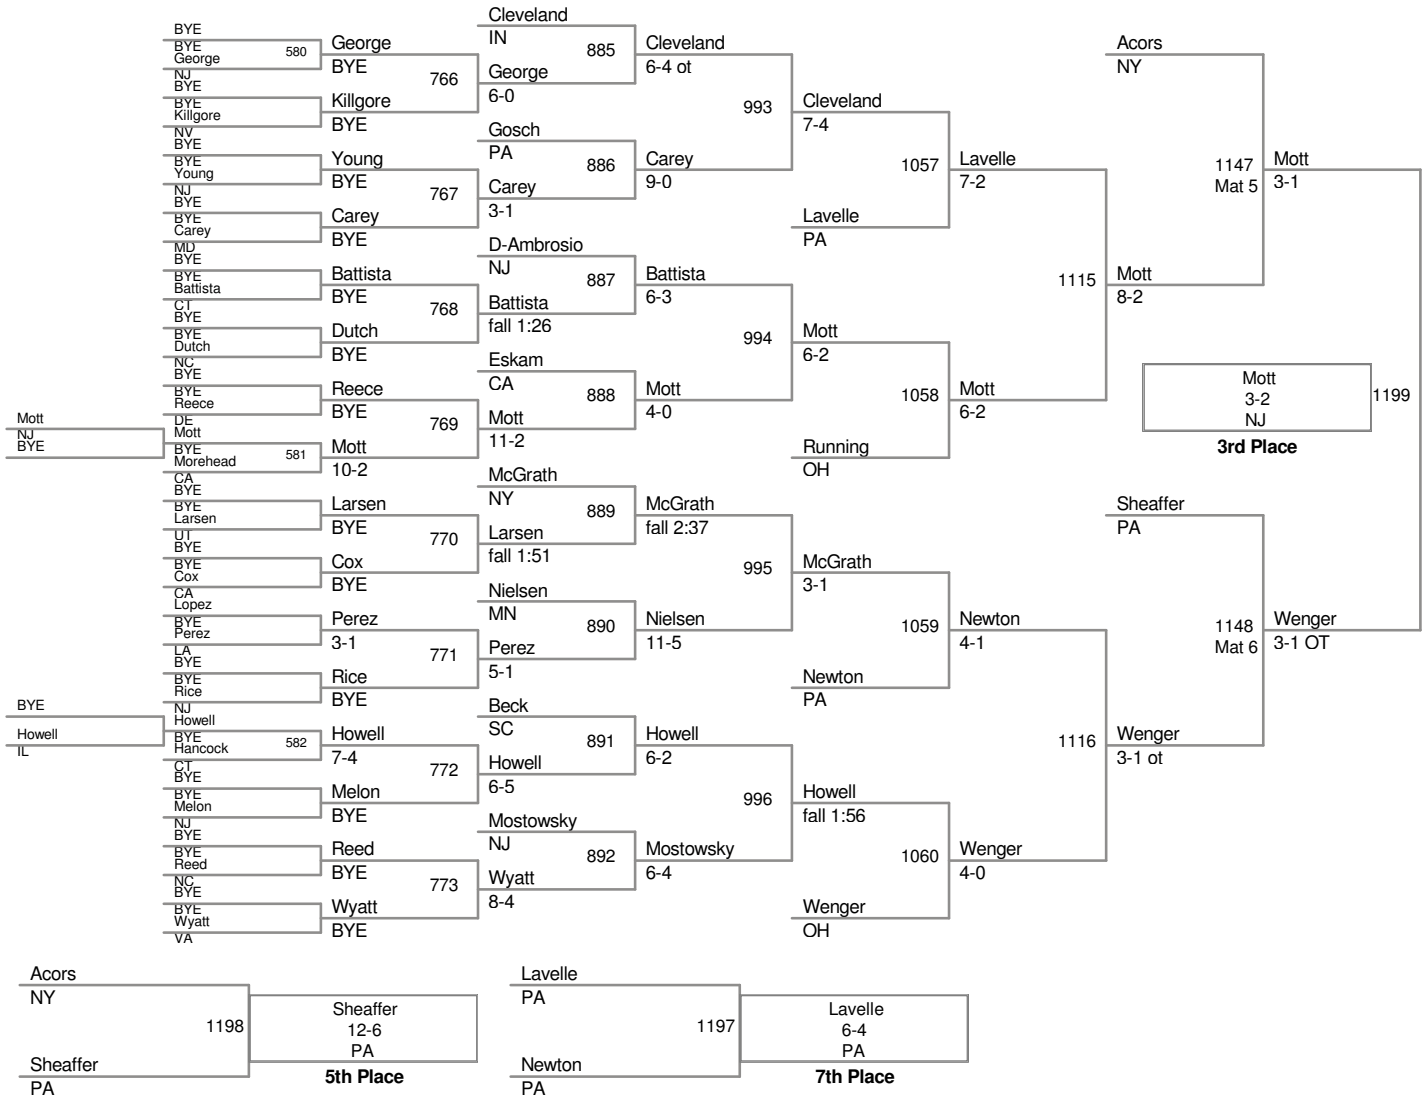 Mott
NJ
BYE
BYE
Howell
IL
BYE
BYE
George
580
NJ
BYE
BYE
Killgore
NV
BYE
BYE
Young
NJ
BYE
BYE
Carey
MD
BYE
BYE
Battista
CT
BYE
BYE
Dutch
NC
BYE
BYE
Reece
DE
Mott
BYE
Morehead
581
CA
BYE
BYE
Larsen
UT
BYE
BYE
Cox
CA
Lopez
BYE
Perez
LA
BYE
BYE
Rice
NJ
Howell
BYE
Hancock
582
CT
BYE
BYE
Melon
NJ
BYE
BYE
Reed
NC
BYE
BYE
Wyatt
VA
George
BYE
766
Killgore
BYE
Young
BYE
767
Carey
BYE
Battista
BYE
768
Dutch
BYE
Reece
BYE
769
Mott
10-2
Larsen
BYE
770
Cox
BYE
Perez
3-1
771
Rice
BYE
Howell
7-4
772
Melon
BYE
Reed
BYE
773
Wyatt
BYE
Cleveland
IN
885
George
6-0
Gosch
PA
886
Carey
3-1
D-Ambrosio
NJ
887
Battista
fall 1:26
Eskam
CA
888
Mott
11-2
McGrath
NY
889
Larsen
fall 1:51
Nielsen
MN
890
Perez
5-1
Beck
SC
891
Howell
6-5
Mostowsky
NJ
892
Wyatt
8-4
Cleveland
6-4 ot
993
Carey
9-0
Battista
6-3
994
Mott
4-0
McGrath
fall 2:37
995
Nielsen
11-5
Howell
6-2
996
Mostowsky
6-4
Cleveland
7-4
1057
Lavelle
PA
Mott
6-2
1058
Running
OH
McGrath
3-1
1059
Newton
PA
Howell
fall 1:56
1060
Wenger
OH
Lavelle
7-2
1115
Mott
6-2
Newton
4-1
1116
Wenger
4-0
Acors
NY
1147
Mat 5
Mott
8-2
Sheaffer
PA
1148
Mat 6
Wenger
3-1 ot
Mott
3-1
Mott
3-2
NJ
1199
3rd Place
Wenger
3-1 OT
Acors
NY
1198
Sheaffer
PA
Sheaffer
12-6
PA
5th Place
Lavelle
PA
1197
Newton
PA
Lavelle
6-4
PA
7th Place